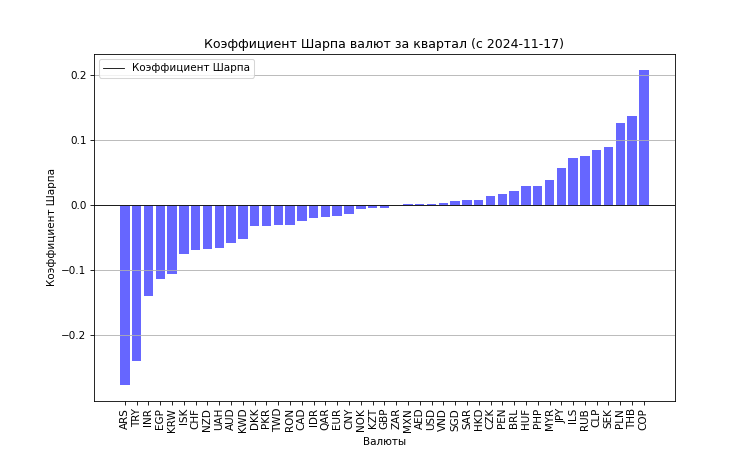 Коэффициент Шарпа валют за квартал (с 2024-11-17)
Коэффициент Шарпа
Коэффициент Шарпа
0.2
0.1
0.0
−0.1
−0.2
ARS TRY INR EGP KRW ISK CHF NZD UAH AUD KWD DKK PKR TWD RON CAD IDR QAR EUR CNY NOK KZT GBP ZAR MXN AED USD VND SGD SAR HKD CZK PEN BRL HUF PHP MYR JPY ILS RUB CLP SEK PLN THB COP
Валюты